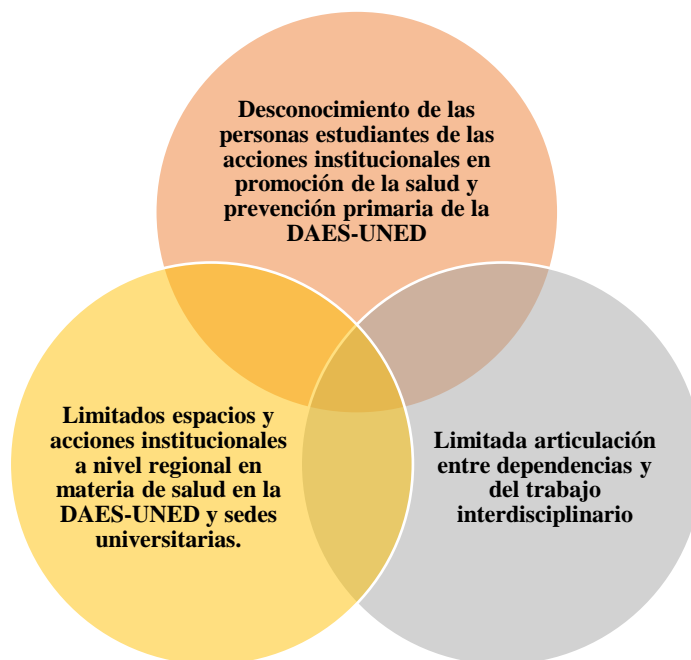 Desconocimiento de las
personas estudiantes de las
acciones institucionales en
promoción de la salud y
prevención primaria de la
DAES-UNED
Limitados espacios y
acciones institucionales
a nivel regional en
materia de salud en la
DAES-UNED y sedes
universitarias.
Limitada articulación
entre dependencias y
del trabajo
interdisciplinario